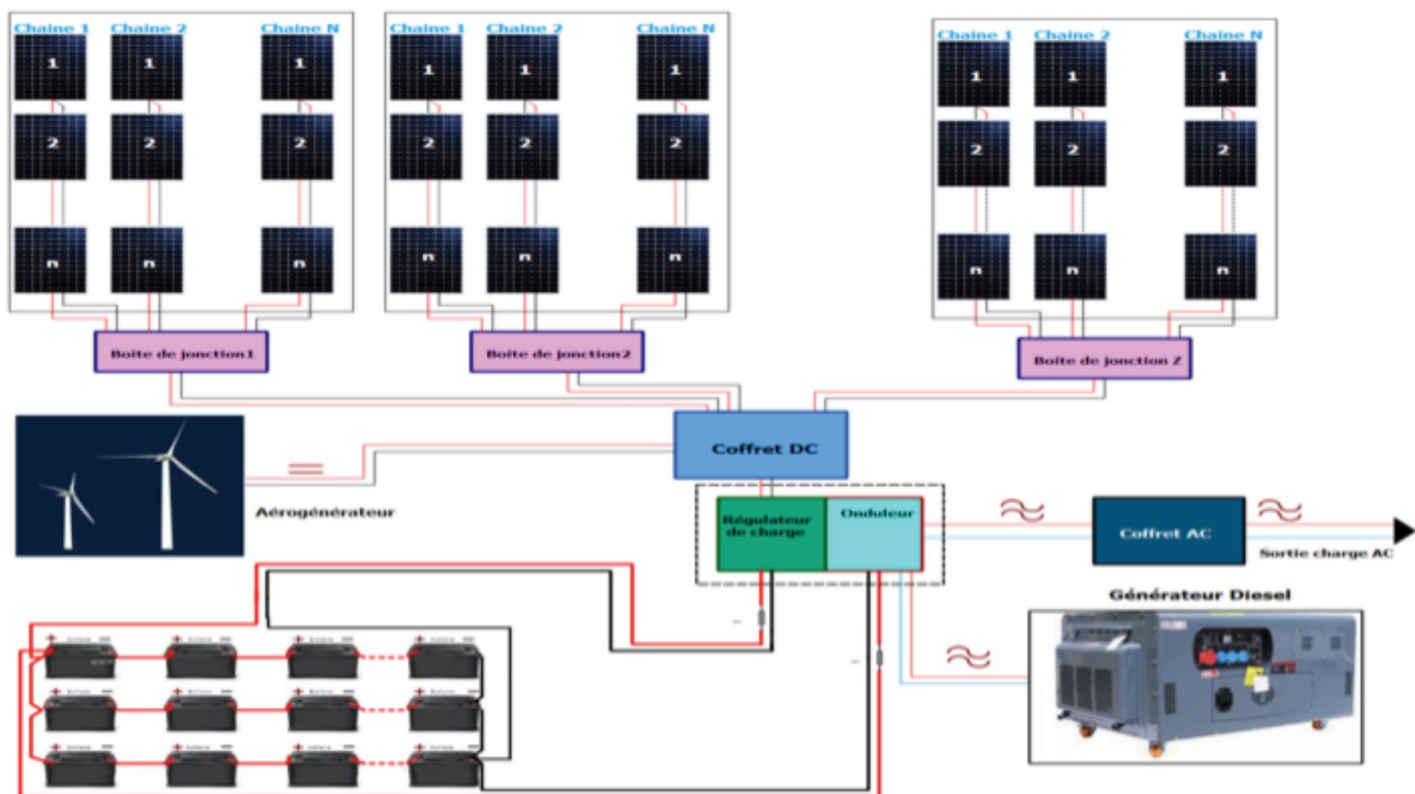 Chaine 1 Chaine 2 Chaine N
1 1 1
2 2 2
n n n
Boite de jonction1
Chaine 1 Chaine 2 Chaine N
1 1 1
2 2 2
n n n
Boite de jonction2
Chaine 1 Chaine 2 Chaine N
1 1 1
2 2 2
n n n
Boite de jonction Z
Coffret DC
Aérogénérateur
Régulateur
de charge
Onduleur
Coffret AC
Sortie charge AC
Générateur Diesel